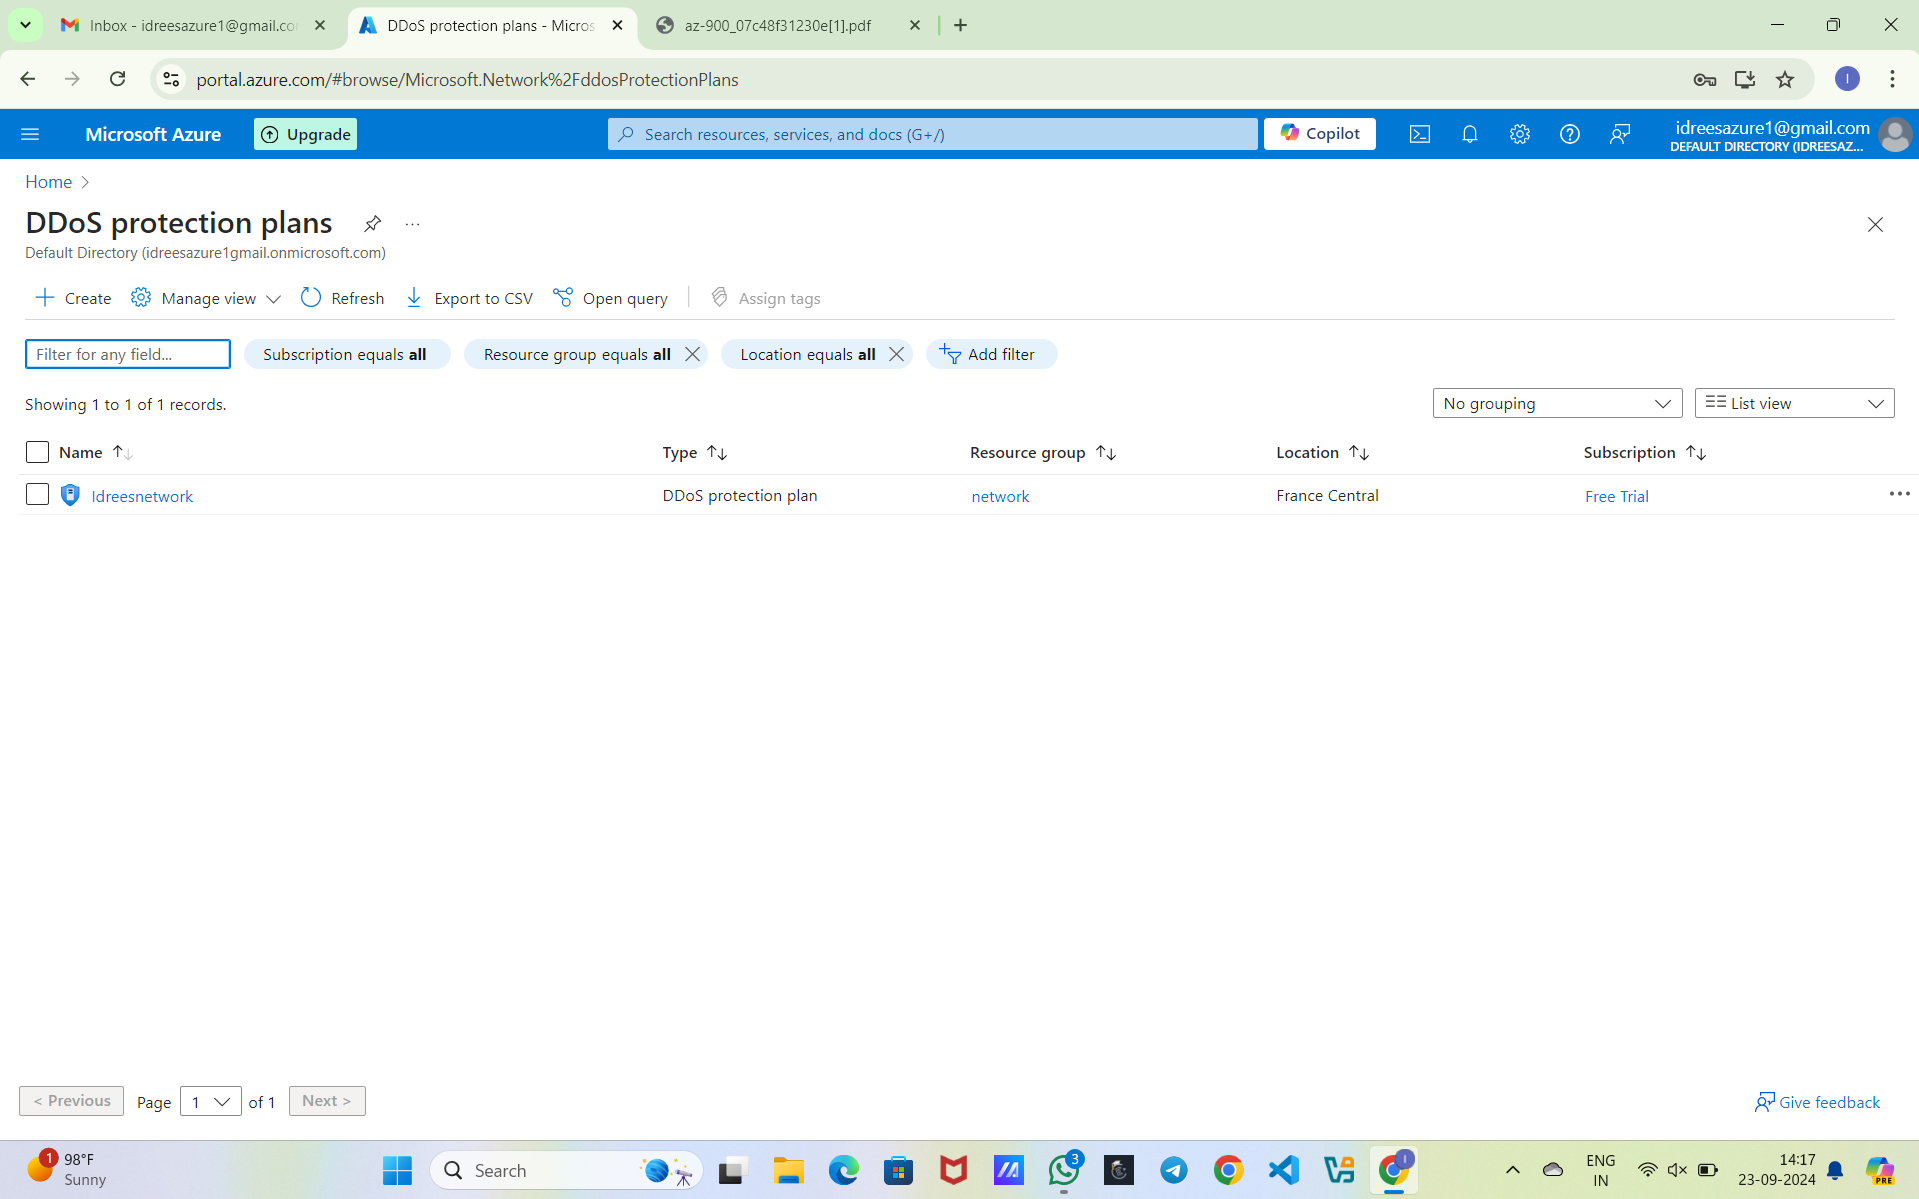 Inbox - idreesazure1@gmail.co
DDoS protection plans - Micros
az-900_07c48f31230e[1].pdf
portal.azure.com/#browse/Microsoft.Network%2FddosProtectionPlans
I
Microsoft Azure
Upgrade
Search resources, services, and docs (G+/)
Copilot
idreesazure1@gmail.com
DEFAULT DIRECTORY (IDREESAZ...
Home
DDoS protection plans
...
Default Directory (idreesazure1gmail.onmicrosoft.com)
Create
Manage view
Refresh
Export to CSV
Open query
Assign tags
Filter for any field...
Subscription equals all
Resource group equals all
Location equals all
Add filter
Showing 1 to 1 of 1 records.
No grouping
List view
Name
Type
Resource group
Location
Subscription
Idreesnetwork
DDoS protection plan
network
France Central
Free Trial
< Previous
Page
1
of 1
Next >
Give feedback
1
98°F
Sunny
Search
3
I
ENG
IN
14:17
23-09-2024
PRE